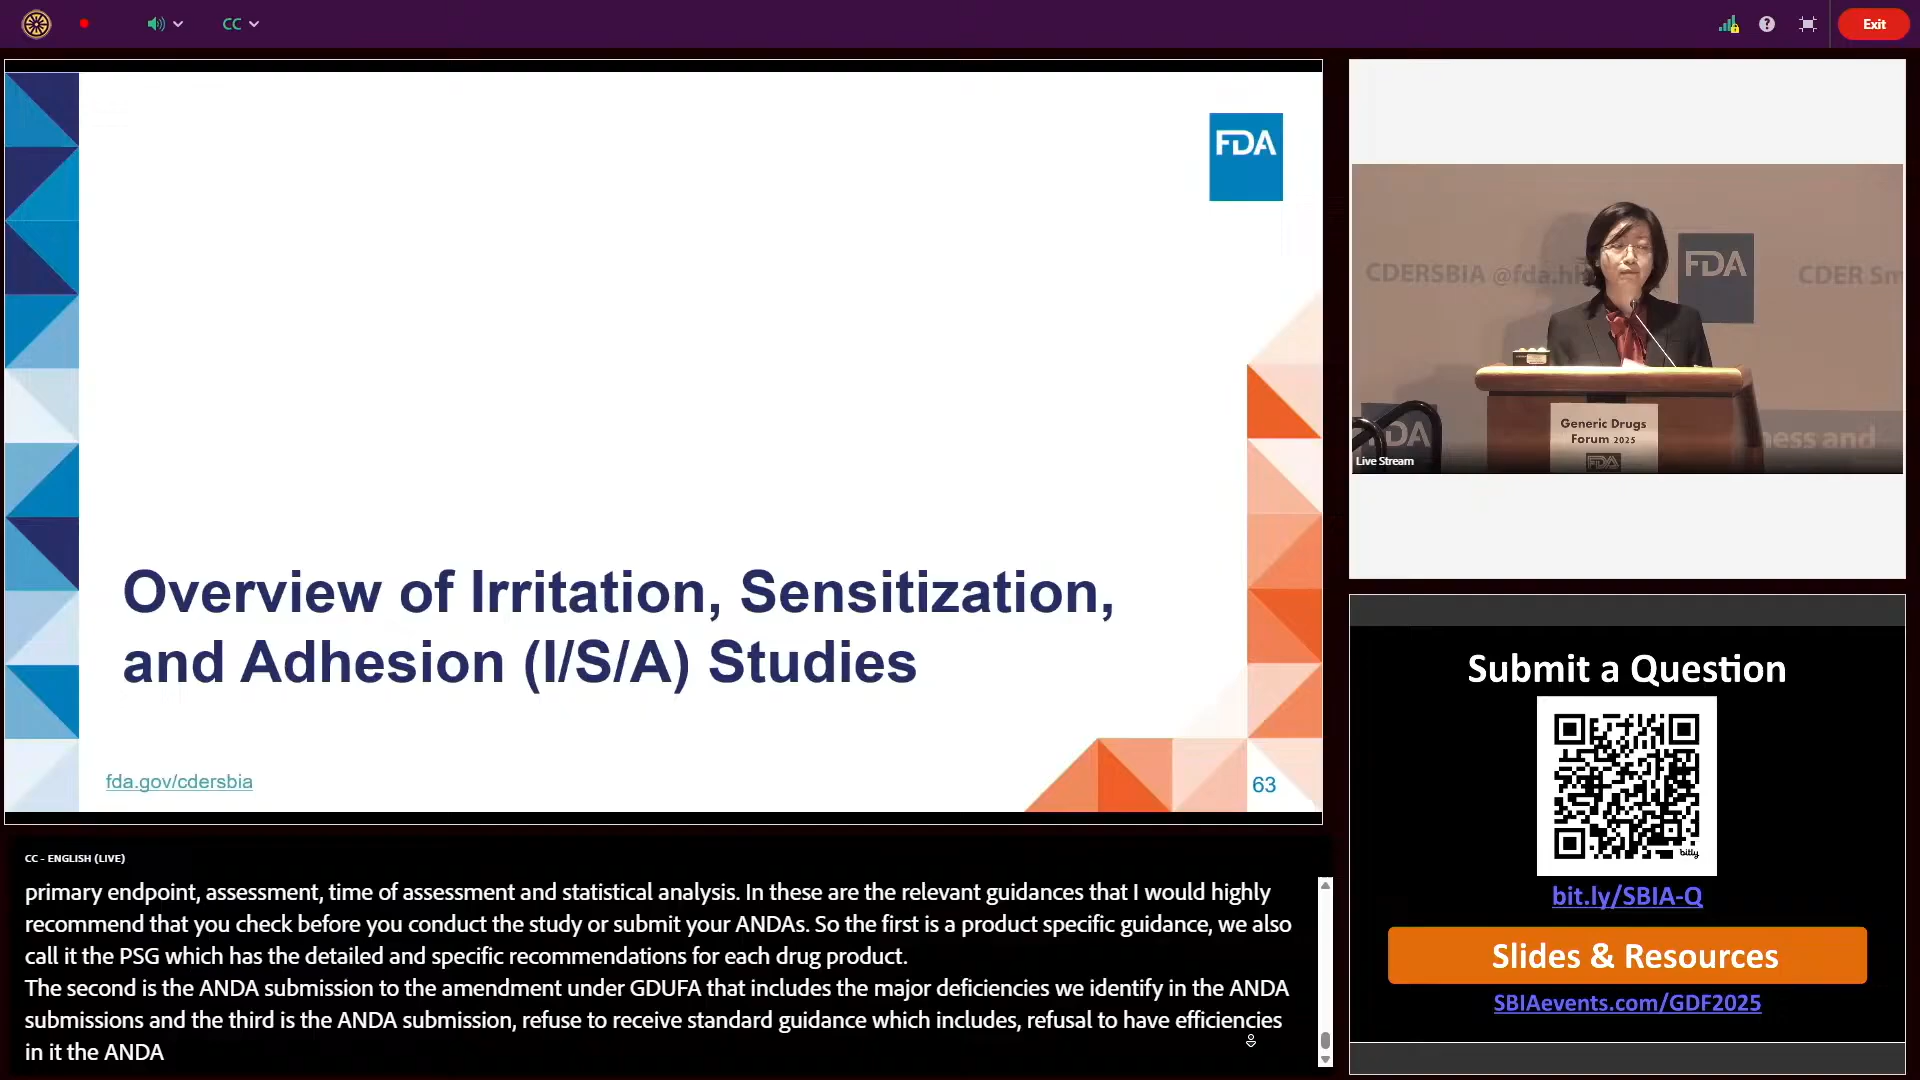 CC
Exit
FDA
Overview of Irritation, Sensitization,
and Adhesion (I/S/A) Studies
fda.gov/cdersbia
63
CDERSBIA @fda.h
FDA
CDER Sm
Generic Drugs
Forum 2025
FDA
DA
ness and
Live Stream
Submit a Question
bitly
bit.ly/SBIA-Q
Slides & Resources
SBIAevents.com/GDF2025
CC - ENGLISH (LIVE)
primary endpoint, assessment, time of assessment and statistical analysis. In these are the relevant guidances that I would highly
recommend that you check before you conduct the study or submit your ANDAs. So the first is a product specific guidance, we also
call it the PSG which has the detailed and specific recommendations for each drug product.
The second is the ANDA submission to the amendment under GDUFA that includes the major deficiencies we identify in the ANDA
submissions and the third is the ANDA submission, refuse to receive standard guidance which includes, refusal to have efficiencies
in it the ANDA